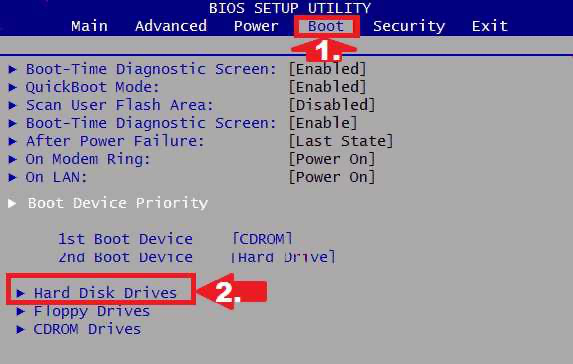 BIOS SETUP UTILITY
Main Advanced Power Boot Security Exit
1.
► Boot-Time Diagnostic Screen: [Enabled]
► QuickBoot Mode: [Enabled]
► Scan User Flash Area: [Disabled]
► Boot-Time Diagnostic Screen: [Enable]
► After Power Failure: [Last State]
► On Modem Ring: [Power On]
► On LAN: [Power On]
► Boot Device Priority
1st Boot Device [CDROM]
2nd Boot Device [Hard Drive]
► Hard Disk Drives 2.
► Floppy Drives
► CDROM Drives